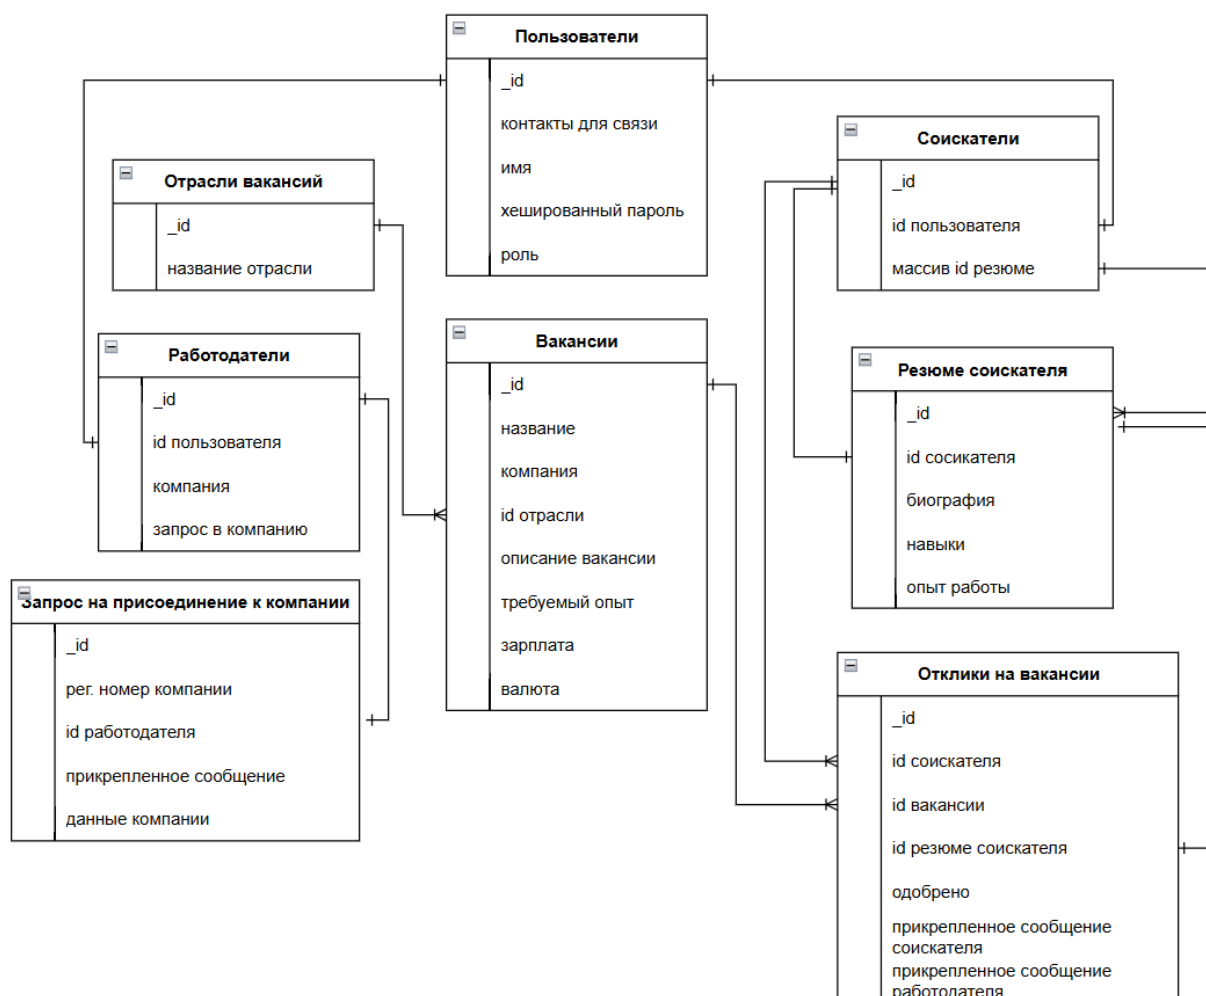 Пользователи
_id
контакты для связи
имя
хешированный пароль
роль
Соискатели
_id
id пользователя
массив id резюме
Отрасли вакансий
_id
название отрасли
Работодатели
_id
id пользователя
компания
запрос в компанию
Вакансии
_id
название
компания
id отрасли
описание вакансии
требуемый опыт
зарплата
валюта
Резюме соискателя
_id
id сосикателя
биография
навыки
опыт работы
Запрос на присоединение к компании
_id
рег. номер компании
id работодателя
прикрепленное сообщение
данные компании
Отклики на вакансии
_id
id соискателя
id вакансии
id резюме соискателя
одобрено
прикрепленное сообщение
соискателя
прикрепленное сообщение
работодателя